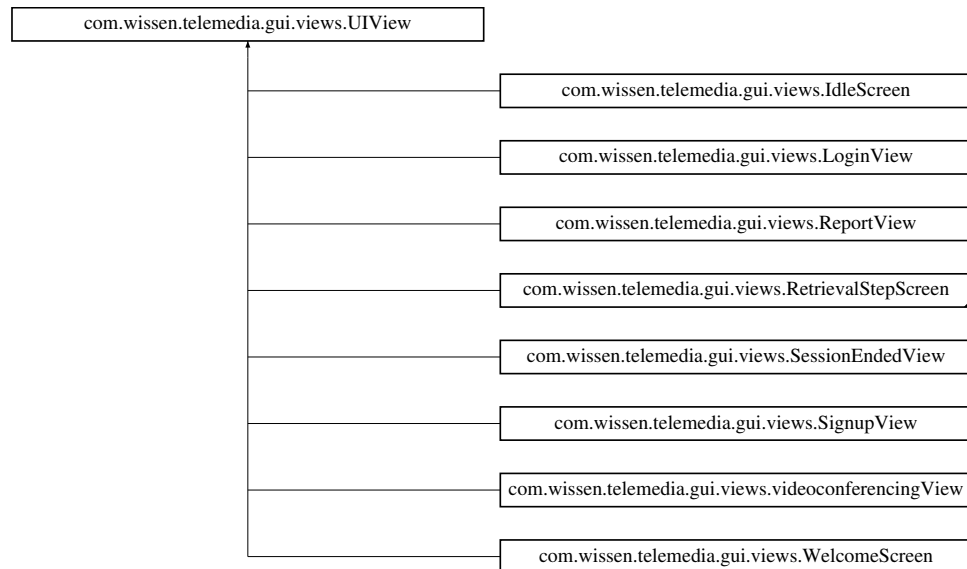 com.wissen.telemedia.gui.views.UIView
com.wissen.telemedia.gui.views.IdleScreen
com.wissen.telemedia.gui.views.LoginView
com.wissen.telemedia.gui.views.ReportView
com.wissen.telemedia.gui.views.RetrievalStepScreen
com.wissen.telemedia.gui.views.SessionEndedView
com.wissen.telemedia.gui.views.SignupView
com.wissen.telemedia.gui.views.videoconferencingView
com.wissen.telemedia.gui.views.WelcomeScreen